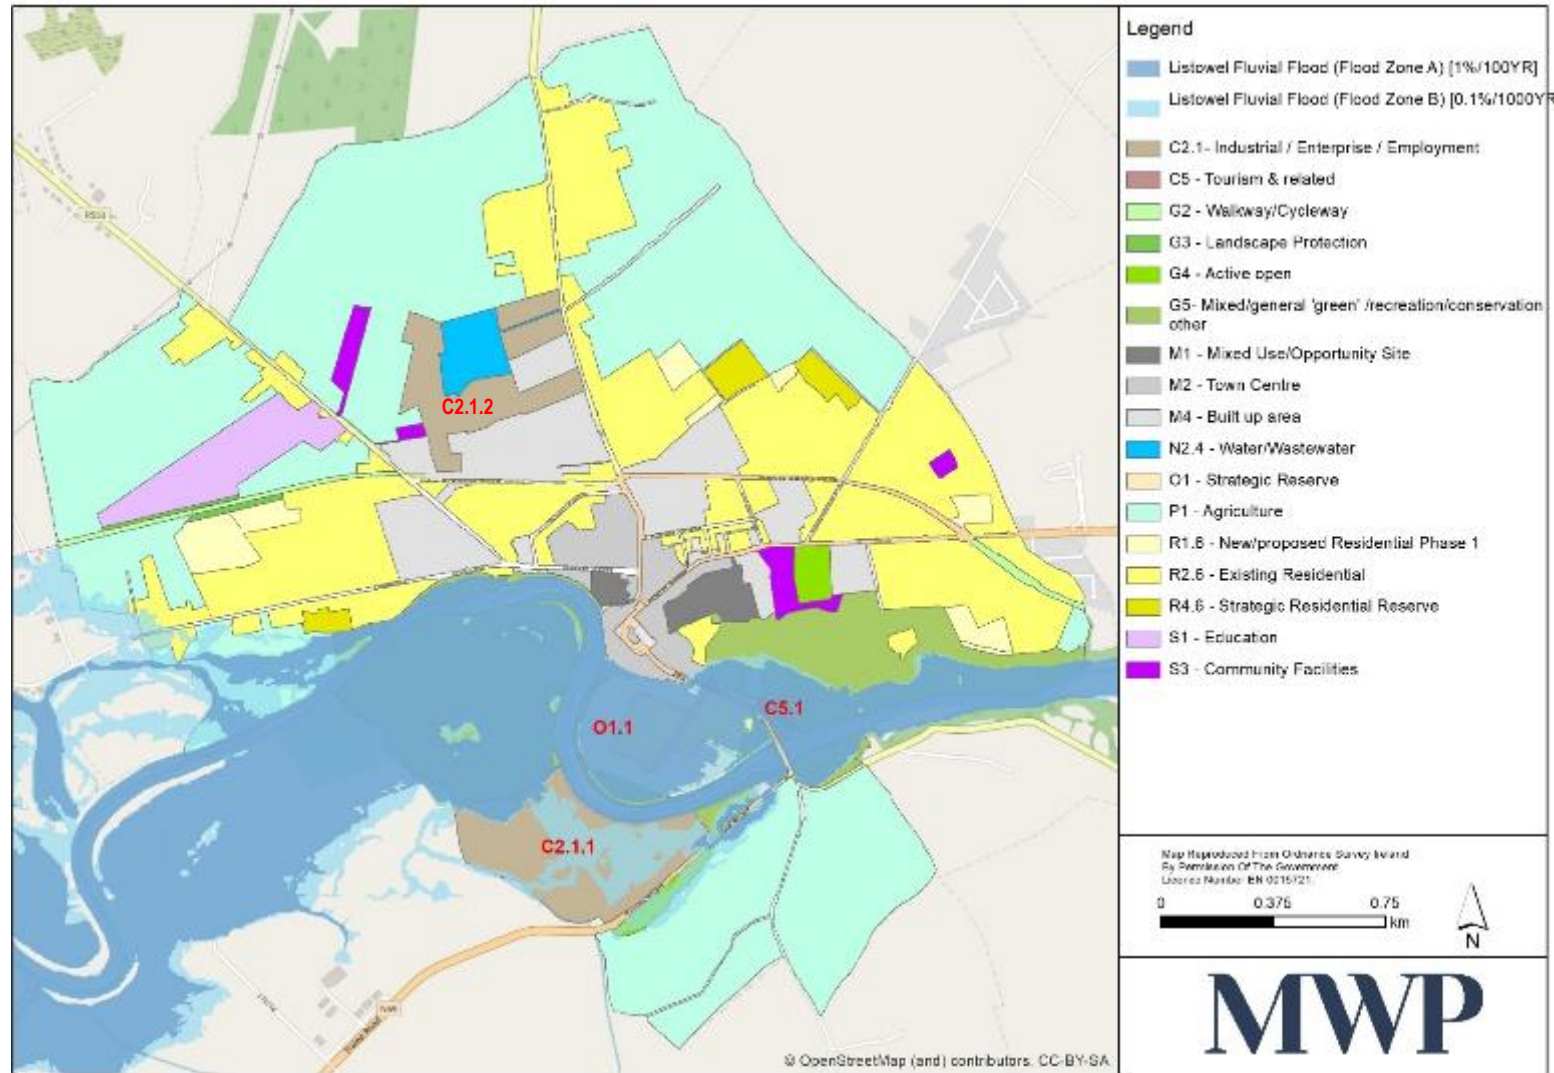 Legend
Listowel Fluvial Flood (Flood Zone A) [1%/100YR]
Listowel Fluvial Flood (Flood Zone B) [0.1%/1000YR
C2.1- Industrial / Enterprise / Employment
C5 - Tourism & related
G2 - Walkway/Cycleway
G3 - Landscape Protection
G4 - Active open
G5- Mixed/general 'green' /recreation/conservation
other
M1 - Mixed Use/Opportunity Site
M2 - Town Centre
M4 - Built up area
N2.4 - Water/Wastewater
O1 - Strategic Reserve
P1 - Agriculture
R1.6 - New/proposed Residential Phase 1
R2.6 - Existing Residential
R4.6 - Strategic Residential Reserve
S1 - Education
S3 - Community Facilities
R553
C2.1.2
C5.1
O1.1
C2.1.1
N69
Map Reproduced From Ordnance Survey Ireland
By Permission Of The Government
Licence Number EN 0015721.
0 0.375 0.75
km
N
MWP
© OpenStreetMap (and) contributors, CC-BY-SA